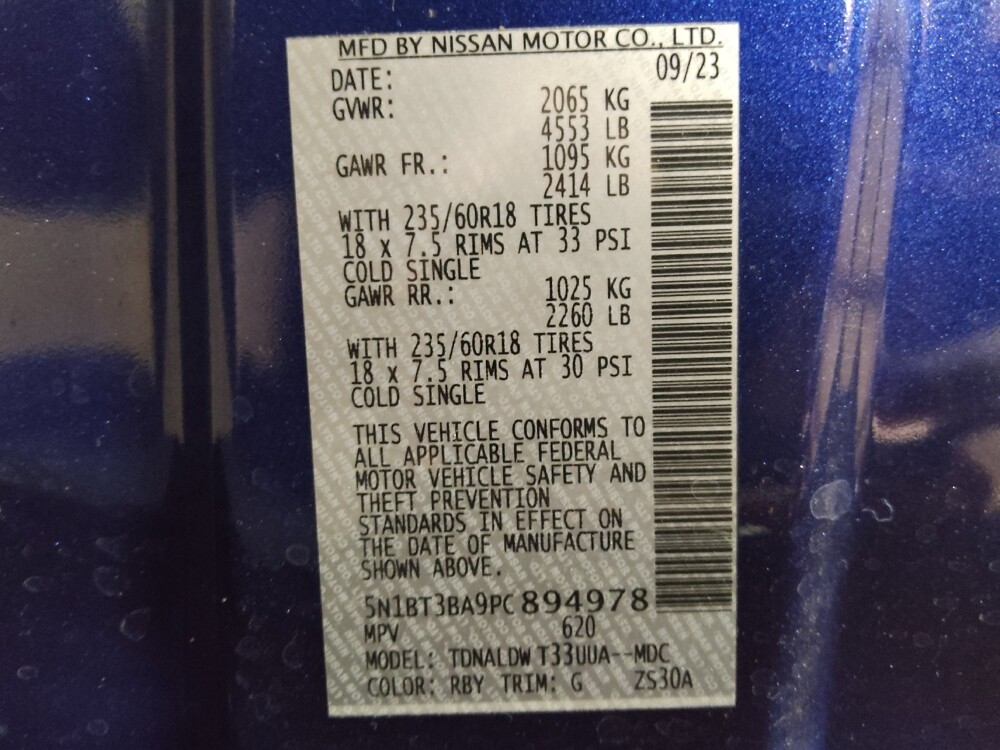 MFD BY NISSAN MOTOR CO., LTD.
DATE: 09/23
GVWR: 2065 KG
4553 LB
GAWR FR.: 1095 KG
2414 LB
WITH 235/60R18 TIRES
18 x 7.5 RIMS AT 33 PSI
COLD SINGLE
GAWR RR.: 1025 KG
2260 LB
WITH 235/60R18 TIRES
18 x 7.5 RIMS AT 30 PSI
COLD SINGLE
THIS VEHICLE CONFORMS TO
ALL APPLICABLE FEDERAL
MOTOR VEHICLE SAFETY AND
THEFT PREVENTION
STANDARDS IN EFFECT ON
THE DATE OF MANUFACTURE
SHOWN ABOVE.
5N1BT3BA9PC894978
MPV 620
MODEL: TDNALDW T33UUA--MDC
COLOR: RBY TRIM: G ZS30A